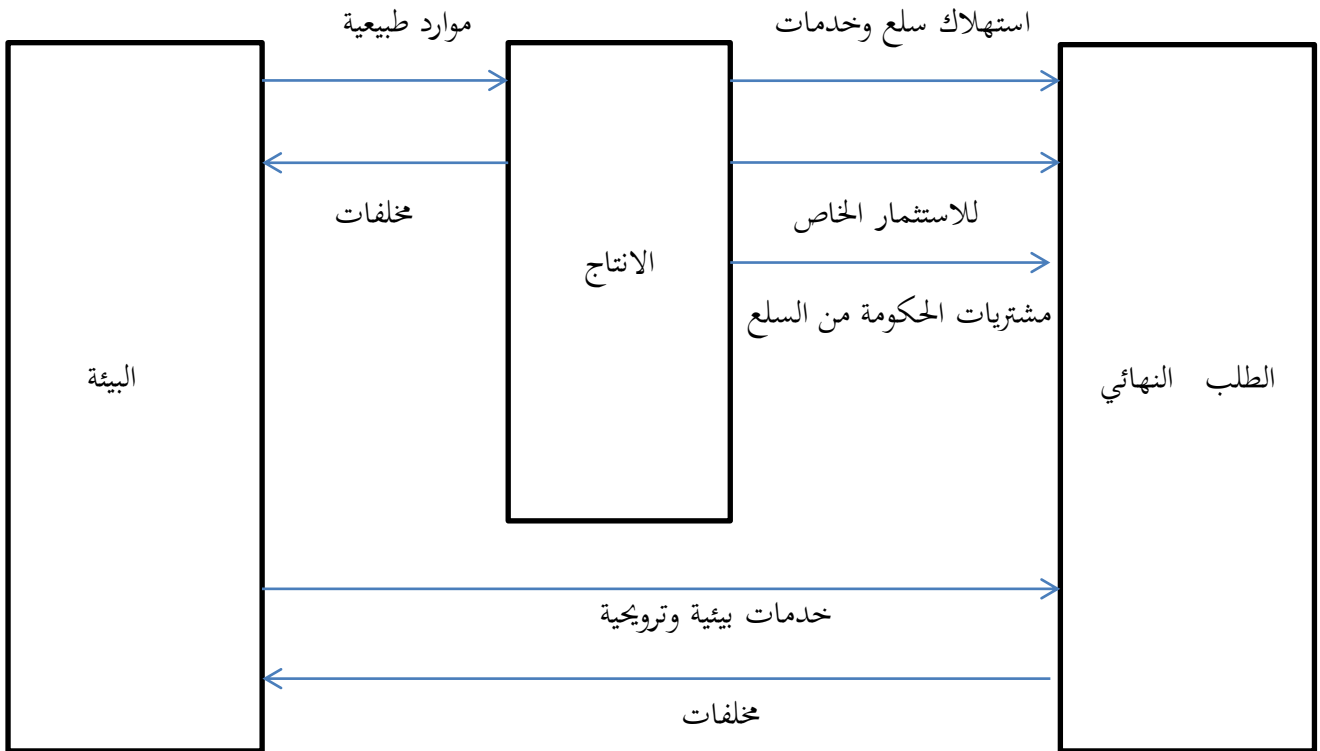 استهلاك سلع وخدمات
موارد طبيعية
للاستثمار الخاص
مخلفات
الانتاج
مشتريات الحكومة من السلع
الطلب النهائي
البيئة
خدمات بيئية وترويحية
مخلفات